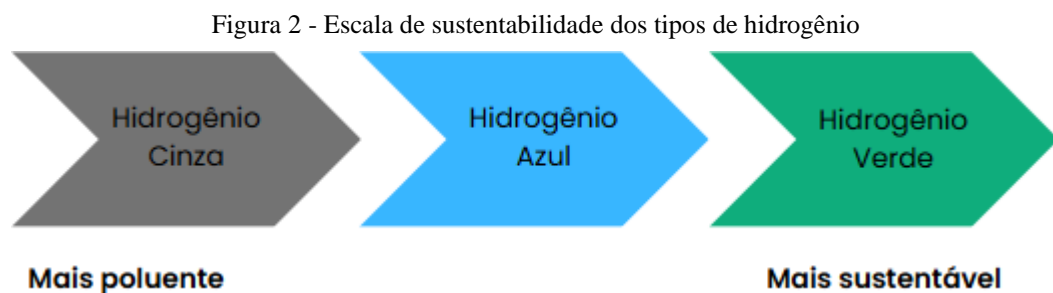 Figura 2 - Escala de sustentabilidade dos tipos de hidrogênio
Hidrogênio
Cinza
Hidrogênio
Azul
Hidrogênio
Verde
Mais poluente
Mais sustentável